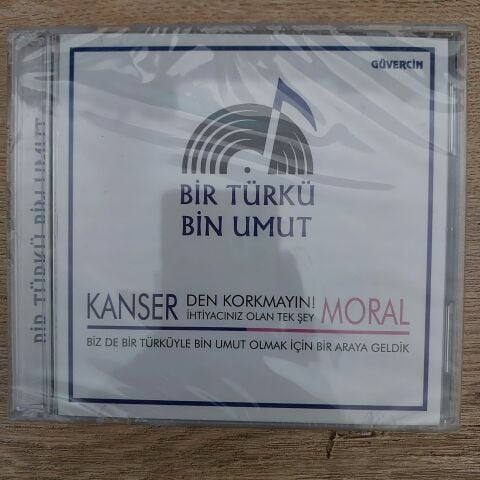 GÜVERCİN
BİR TÜRKÜ
BİN UMUT
KANSER DEN KORKMAYIN! MORAL
İHTİYACINIZ OLAN TEK ŞEY
BİZ DE BİR TÜRKÜYLE BİN UMUT OLMAK İÇİN BİR ARAYA GELDİK
BİR TÜRKÜ BİN UMUT